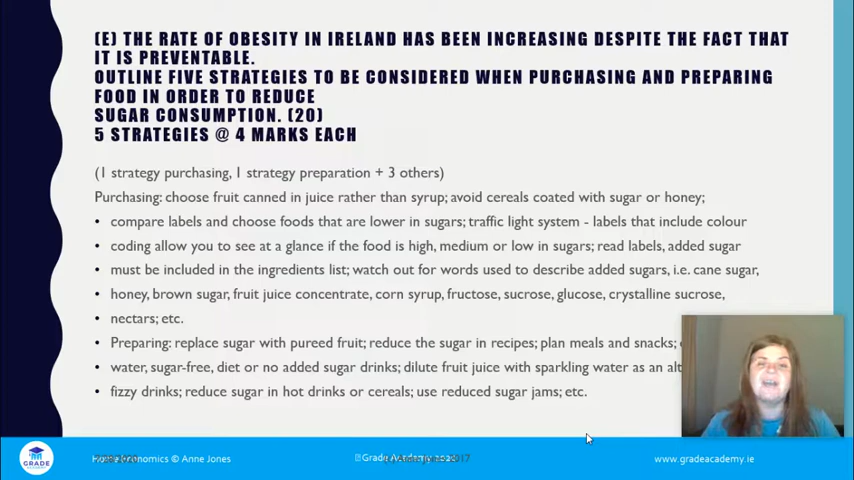 (E) THE RATE OF OBESITY IN IRELAND HAS BEEN INCREASING DESPITE THE FACT THAT
IT IS PREVENTABLE.
OUTLINE FIVE STRATEGIES TO BE CONSIDERED WHEN PURCHASING AND PREPARING
FOOD IN ORDER TO REDUCE
SUGAR CONSUMPTION. (20)
5 STRATEGIES @ 4 MARKS EACH
(1 strategy purchasing, 1 strategy preparation + 3 others)
Purchasing: choose fruit canned in juice rather than syrup; avoid cereals coated with sugar or honey;
• compare labels and choose foods that are lower in sugars; traffic light system - labels that include colour
• coding allow you to see at a glance if the food is high, medium or low in sugars; read labels, added sugar
• must be included in the ingredients list; watch out for words used to describe added sugars, i.e. cane sugar,
• honey, brown sugar, fruit juice concentrate, corn syrup, fructose, sucrose, glucose, crystalline sucrose,
• nectars; etc.
• Preparing: replace sugar with pureed fruit; reduce the sugar in recipes; plan meals and snacks;
• water, sugar-free, diet or no added sugar drinks; dilute fruit juice with sparkling water as an
• fizzy drinks; reduce sugar in hot drinks or cereals; use reduced sugar jams; etc.
GRADE
ACADEMY
Home Economics © Anne Jones
Grade Academy 2017
www.gradeacademy.ie